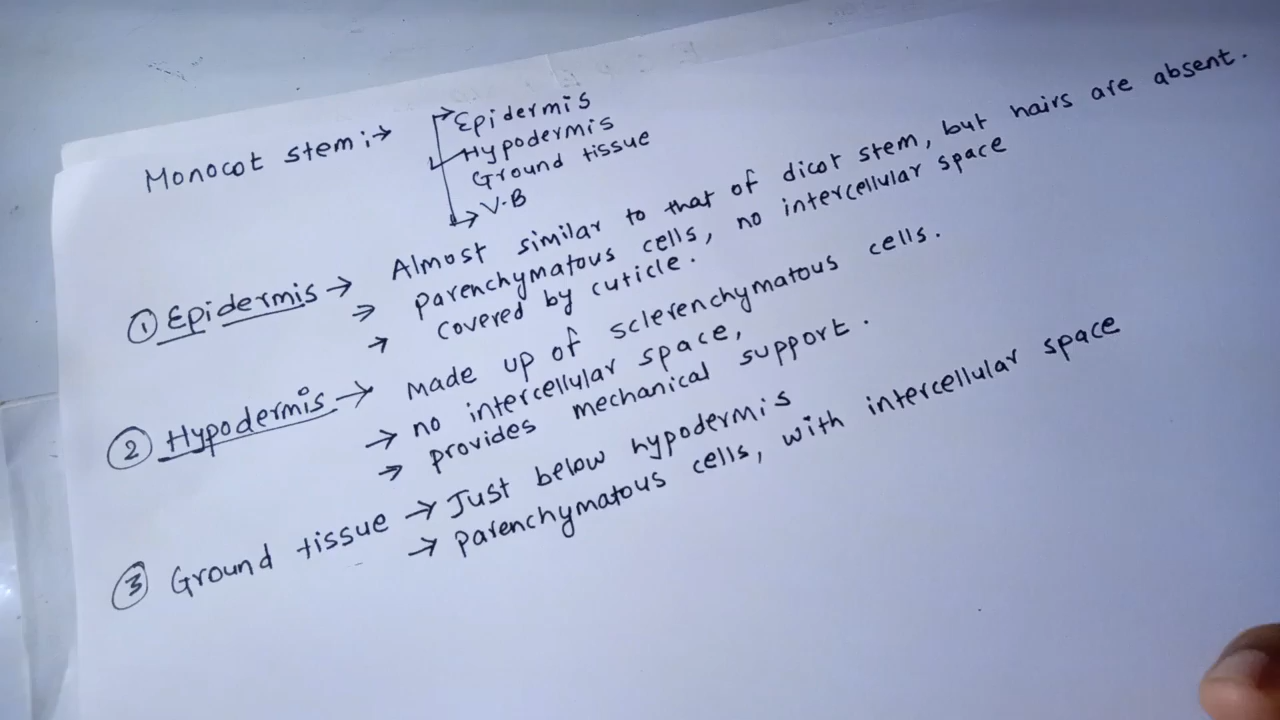 Monocot stem :→
→ Epidermis
Hypodermis
Ground tissue
→ V.B
① Epidermis → Almost similar to that of dicot stem, but hairs are absent.
→ Parenchymatous cells, no intercellular space
→ Covered by cuticle.
② Hypodermis → Made up of sclerenchymatous cells.
→ no intercellular space,
→ provides mechanical support.
③ Ground tissue → Just below hypodermis
→ Parenchymatous cells, with intercellular space